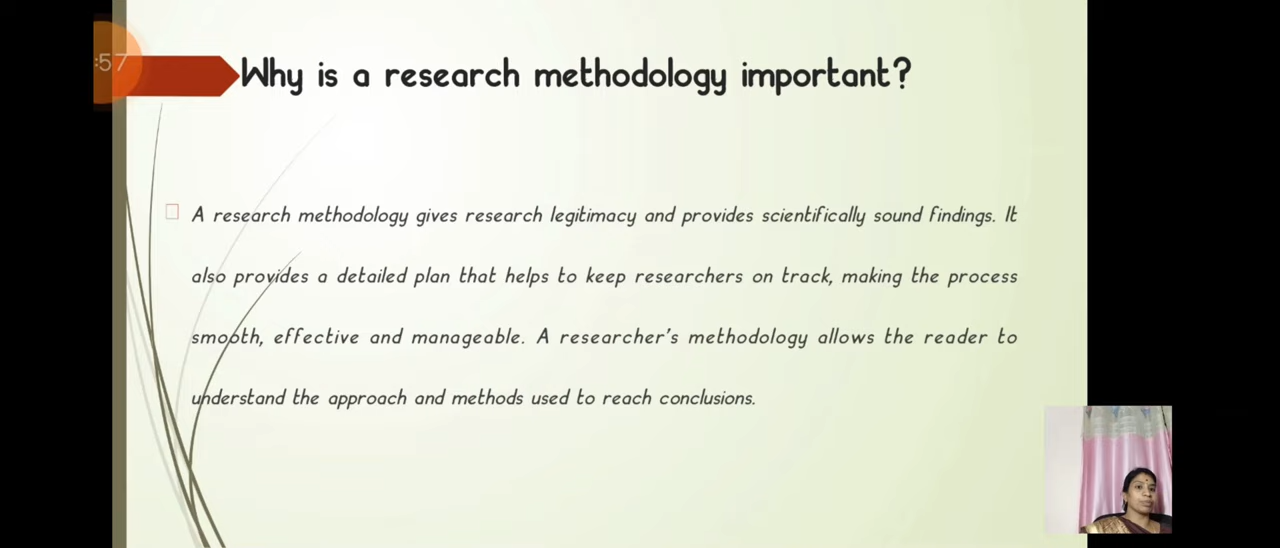 :57
Why is a research methodology important?
A research methodology gives research legitimacy and provides scientifically sound findings. It
also provides a detailed plan that helps to keep researchers on track, making the process
smooth, effective and manageable. A researcher's methodology allows the reader to
understand the approach and methods used to reach conclusions.